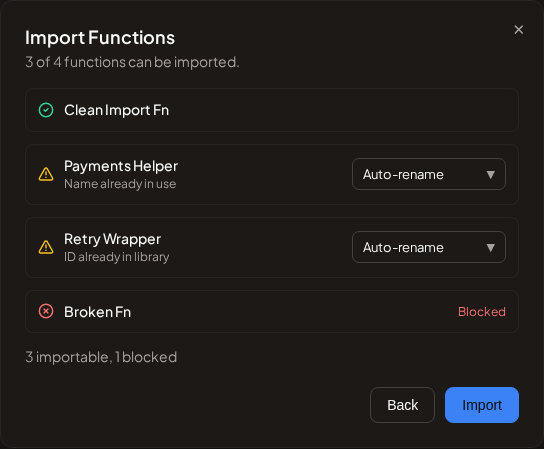 Import Functions
3 of 4 functions can be imported.
Clean Import Fn
Payments Helper
Name already in use
Auto-rename
Retry Wrapper
ID already in library
Auto-rename
Broken Fn
Blocked
3 importable, 1 blocked
Back
Import